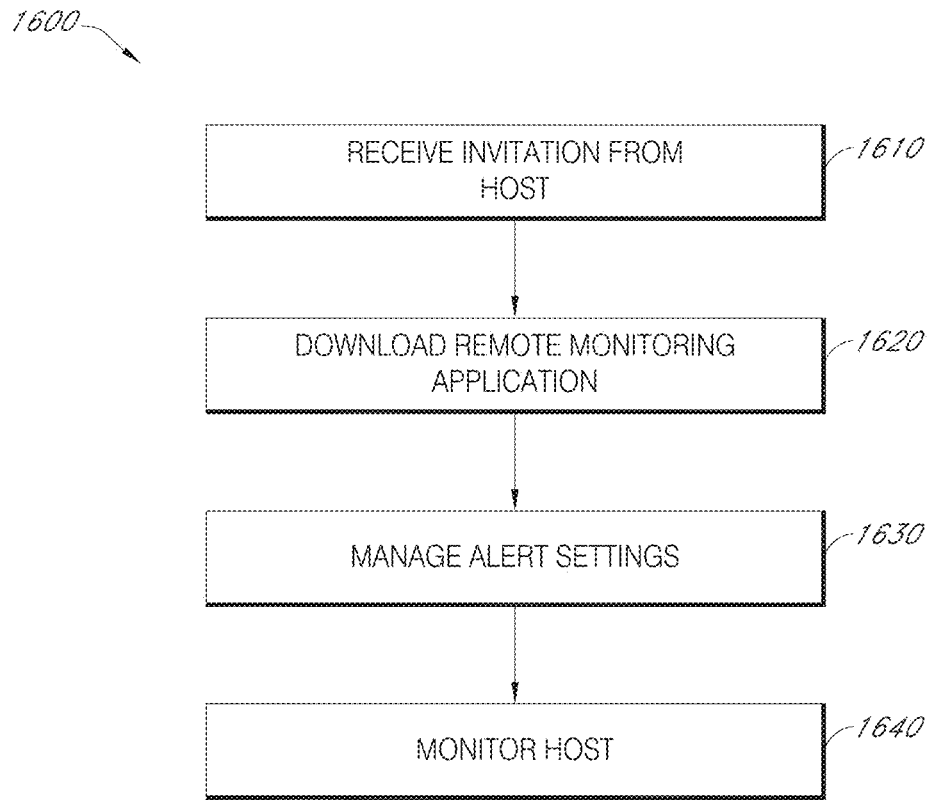 1600
RECEIVE INVITATION FROM
HOST
1610
DOWNLOAD REMOTE MONITORING
APPLICATION
1620
MANAGE ALERT SETTINGS
1630
MONITOR HOST
1640